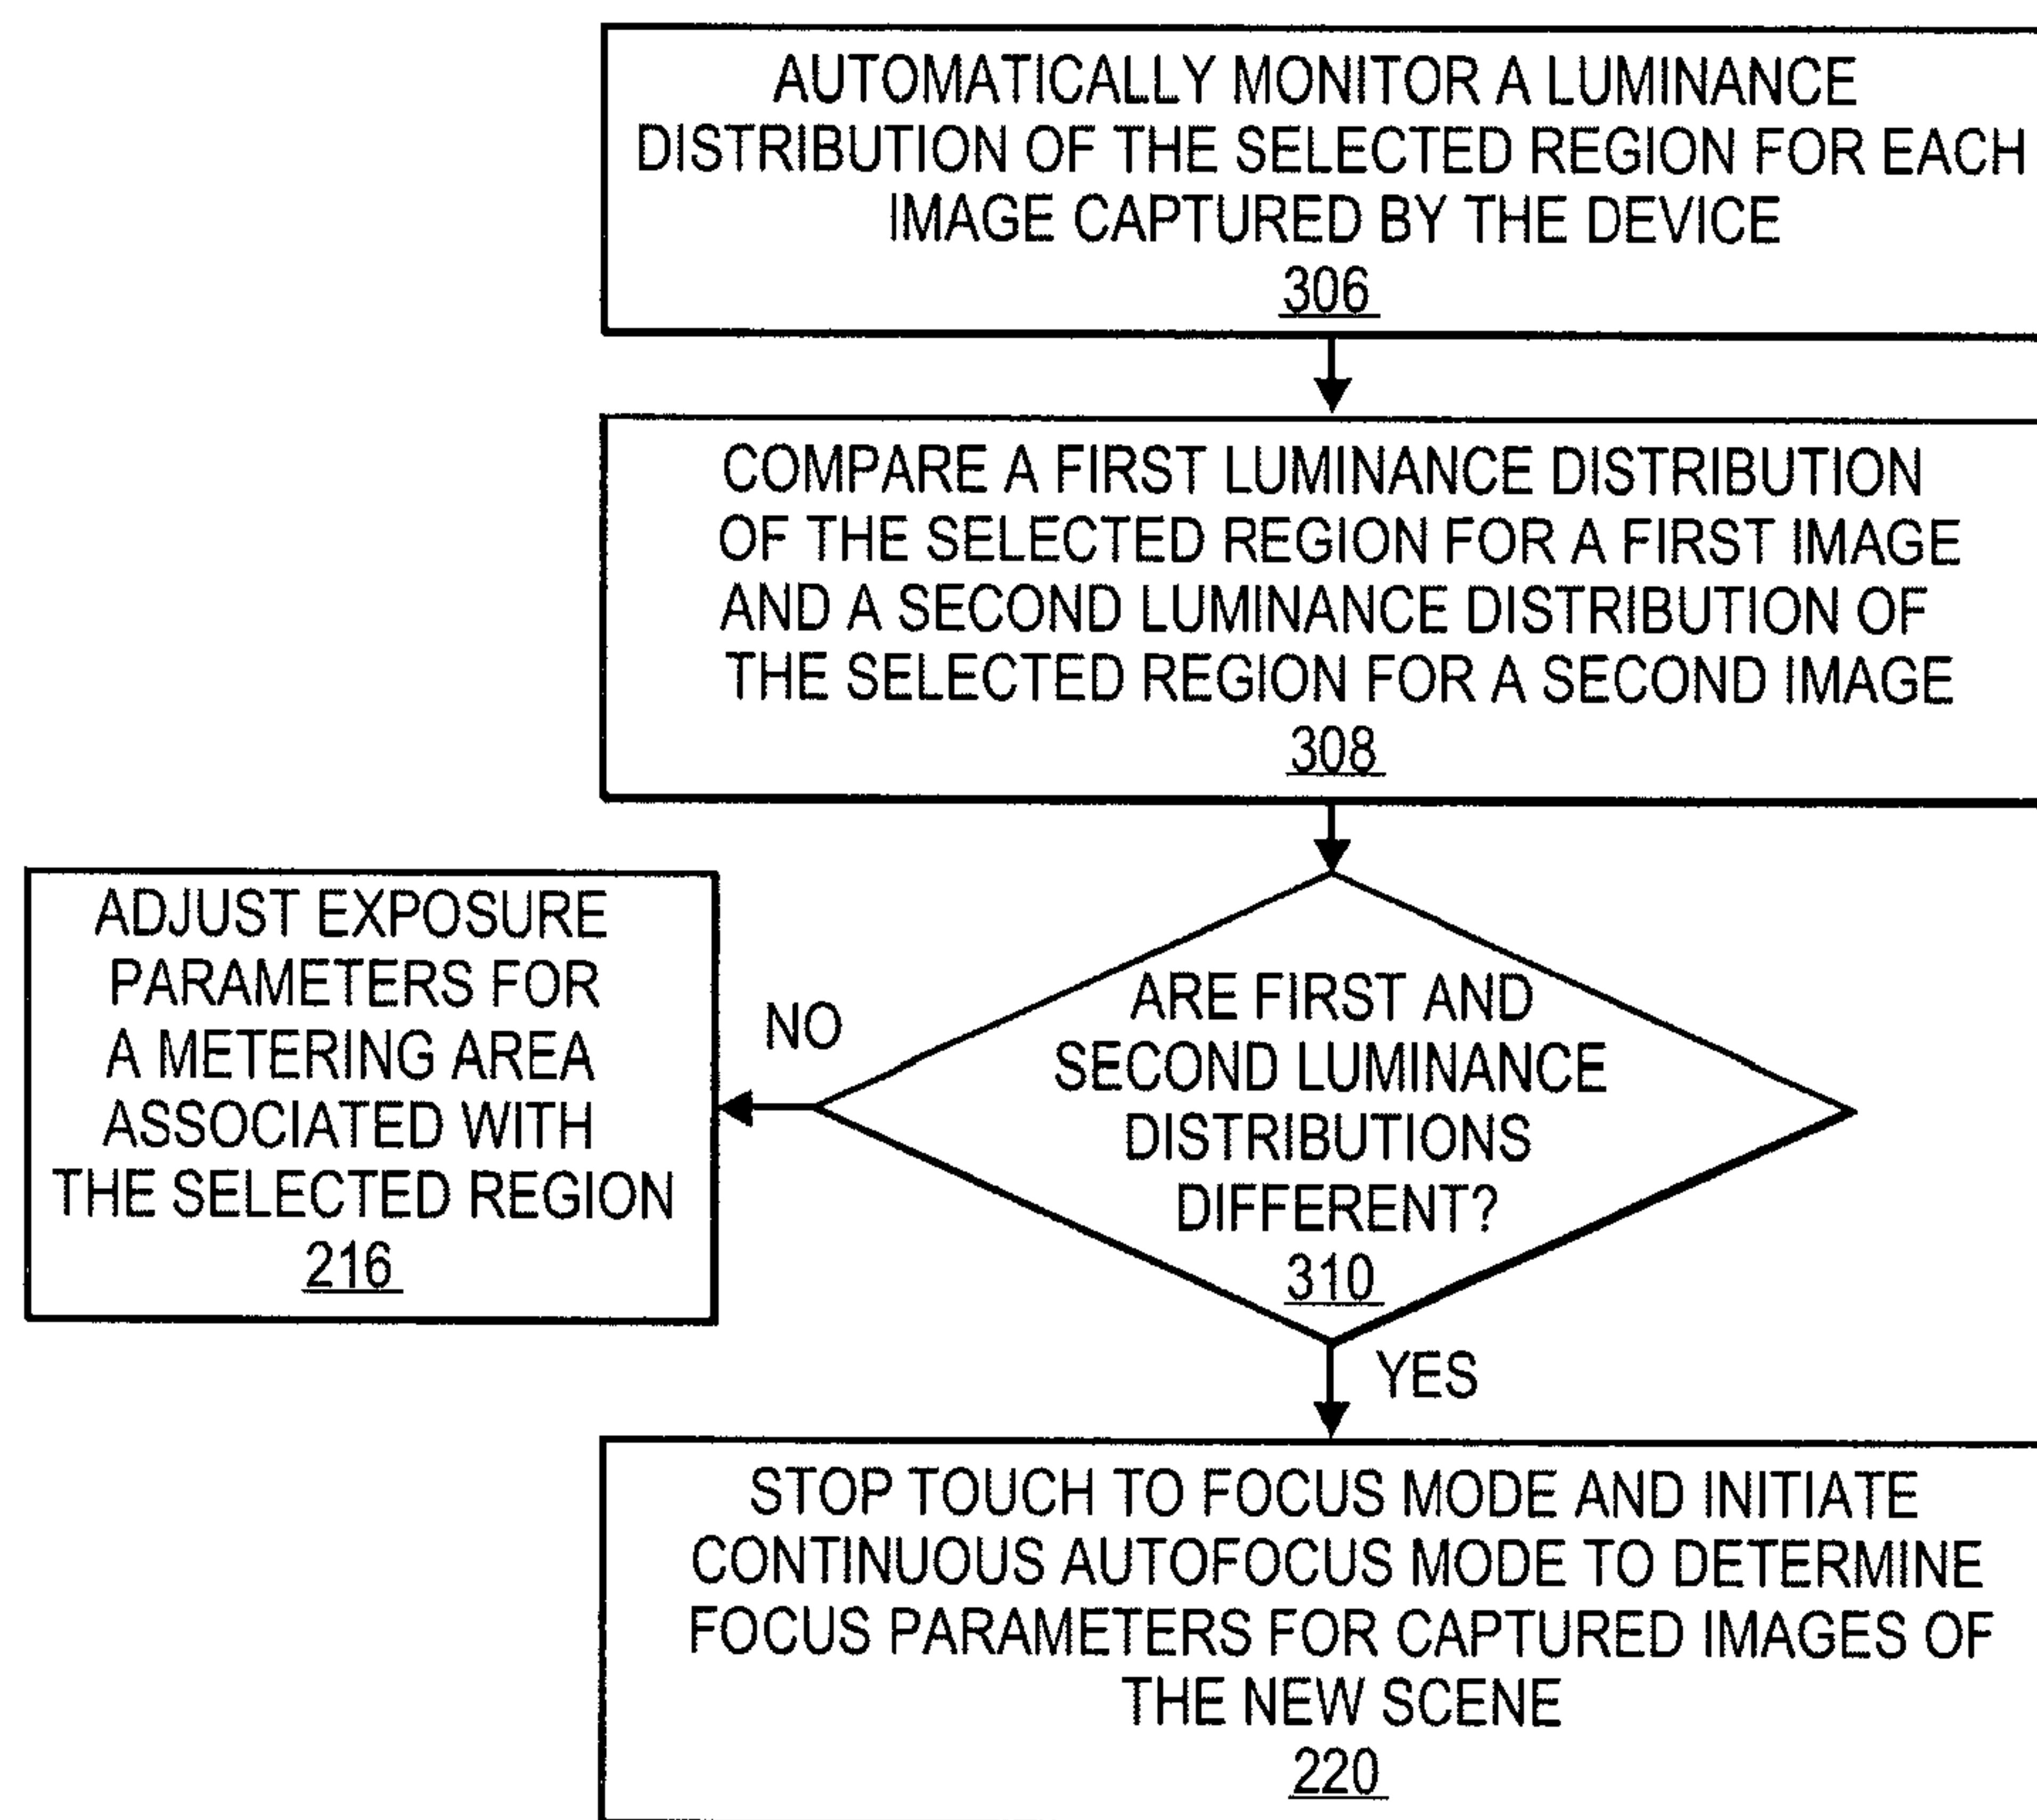 AUTOMATICALLY MONITOR A LUMINANCE
DISTRIBUTION OF THE SELECTED REGION FOR EACH
IMAGE CAPTURED BY THE DEVICE
306
COMPARE A FIRST LUMINANCE DISTRIBUTION
OF THE SELECTED REGION FOR A FIRST IMAGE
AND A SECOND LUMINANCE DISTRIBUTION OF
THE SELECTED REGION FOR A SECOND IMAGE
308
ADJUST EXPOSURE
PARAMETERS FOR
A METERING AREA
ASSOCIATED WITH
THE SELECTED REGION
216
NO
ARE FIRST AND
SECOND LUMINANCE
DISTRIBUTIONS
DIFFERENT?
310
YES
STOP TOUCH TO FOCUS MODE AND INITIATE
CONTINUOUS AUTOFOCUS MODE TO DETERMINE
FOCUS PARAMETERS FOR CAPTURED IMAGES OF
THE NEW SCENE
220